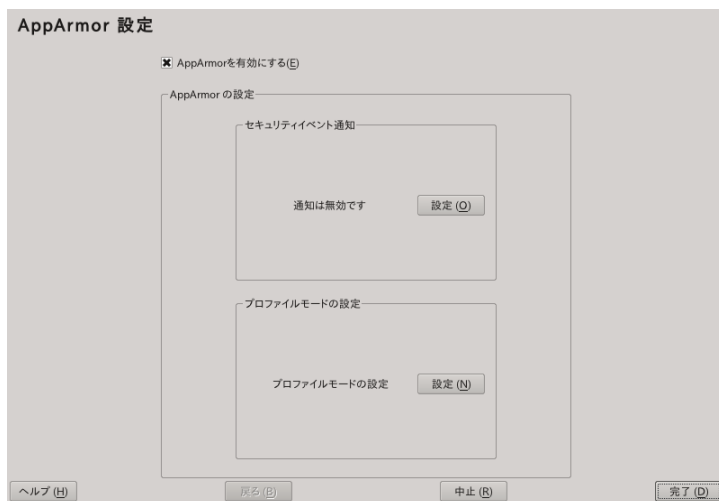 AppArmor 設定
AppArmorを有効にする(E)
AppArmor の設定
セキュリティイベント通知
通知は無効です
設定 (O)
プロファイルモードの設定
プロファイルモードの設定
設定 (N)
ヘルプ (H)
戻る (B)
中止 (R)
完了 (D)